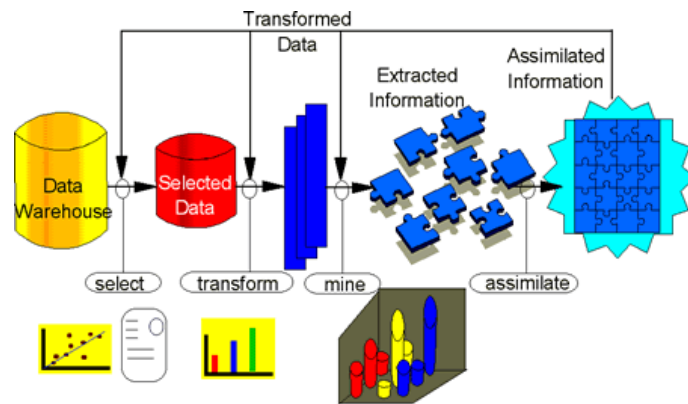 Transformed
Data
Assimilated
Information
Extracted
Information
Data
Warehouse
Selected
Data
select
transform
mine
assimilate